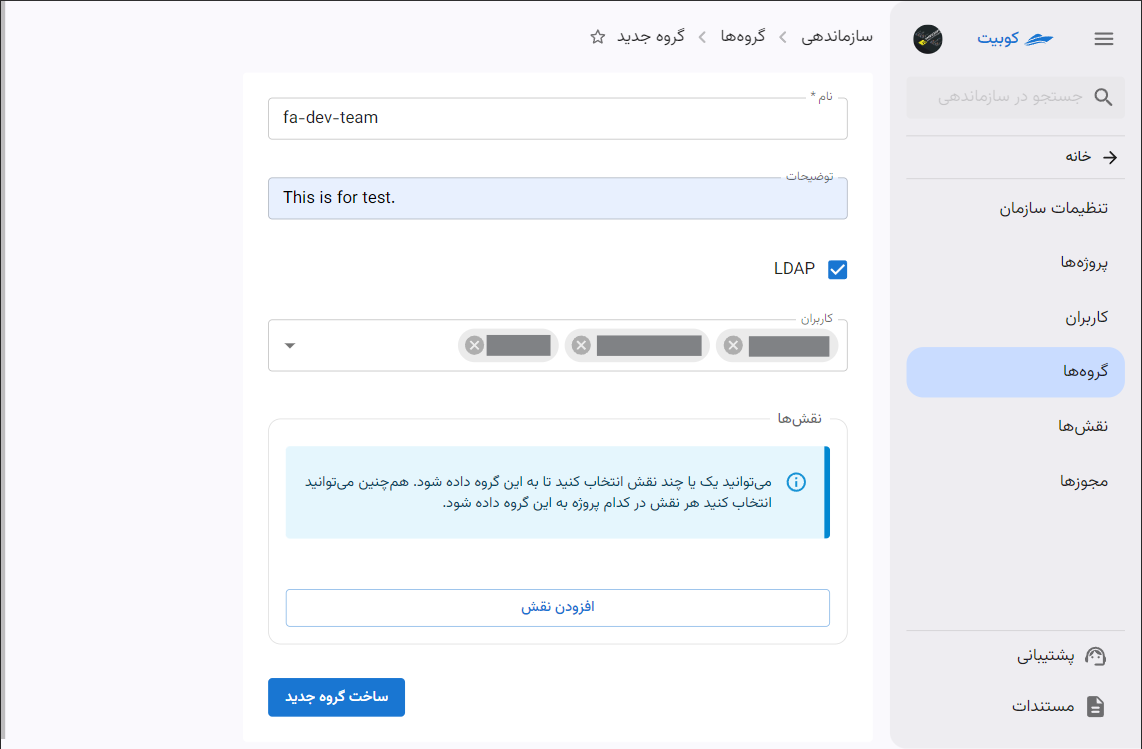 کوبیت
جستجو در سازماندهی
خانه
تنظیمات سازمان
پروژه‌ها
کاربران
گروه‌ها
نقش‌ها
مجوزها
پشتیبانی
مستندات
سازماندهی
گروه‌ها
گروه جدید
نام *
fa-dev-team
توضیحات
This is for test.
LDAP
کاربران
نقش‌ها
می‌توانید یک یا چند نقش انتخاب کنید تا به این گروه داده شود. هم‌چنین می‌توانید
انتخاب کنید هر نقش در کدام پروژه به این گروه داده شود.
افزودن نقش
ساخت گروه جدید